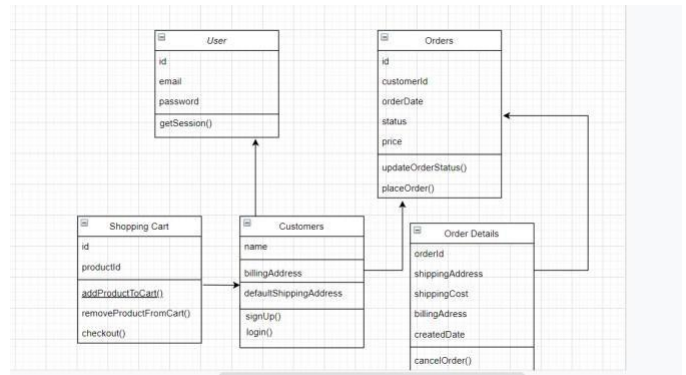 User
id
email
password
getSession()
Orders
id
customerId
orderDate
status
price
updateOrderStatus()
placeOrder()
Shopping Cart
id
productId
addProductToCart()
removeProductFromCart()
checkout()
Customers
name
billingAddress
defaultShippingAddress
signUp()
login()
Order Details
orderId
shippingAddress
shippingCost
billingAdress
createdDate
cancelOrder()